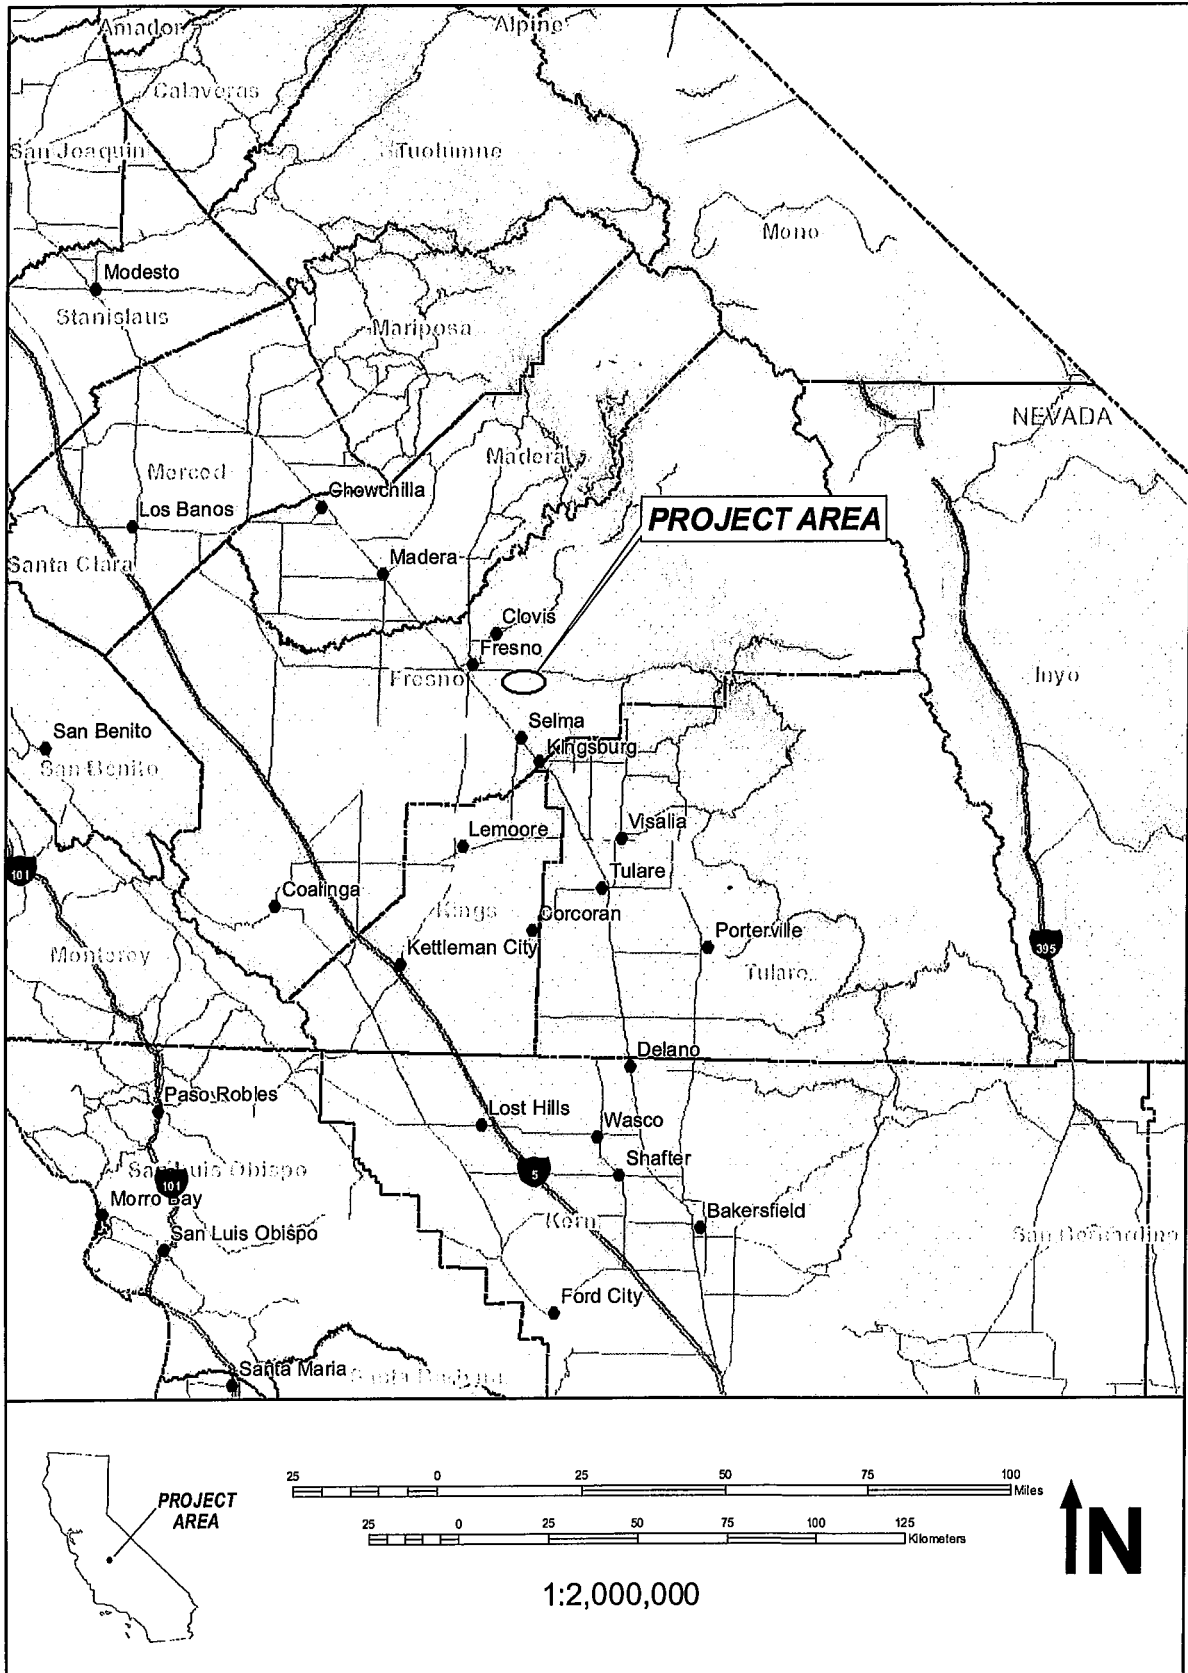 Amador
Alpine
Calaveras
San Joaquin
Tuolumne
Mono
Modesto
Stanislaus
Mariposa
NEVADA
Madera
Merced
Chowchilla
Los Banos
PROJECT AREA
Santa Clara
Madera
Clovis
Fresno
Fresno
Inyo
San Benito
San Benito
Selma
Kingsburg
Lemoore
Visalia
101
Coalinga
Tulare
Kings
Corcoran
Porterville
Monterey
Kettleman City
395
Tulare
Delano
Paso Robles
Lost Hills
Wasco
San Luis Obispo
Shafter
101
5
Morro Bay
Bakersfield
Kern
San Luis Obispo
San Bernardino
Ford City
Santa Maria
Santa Barbara
25 0 25 50 75 100
Miles
PROJECT
AREA
25 0 25 50 75 100 125
Kilometers
N
1:2,000,000